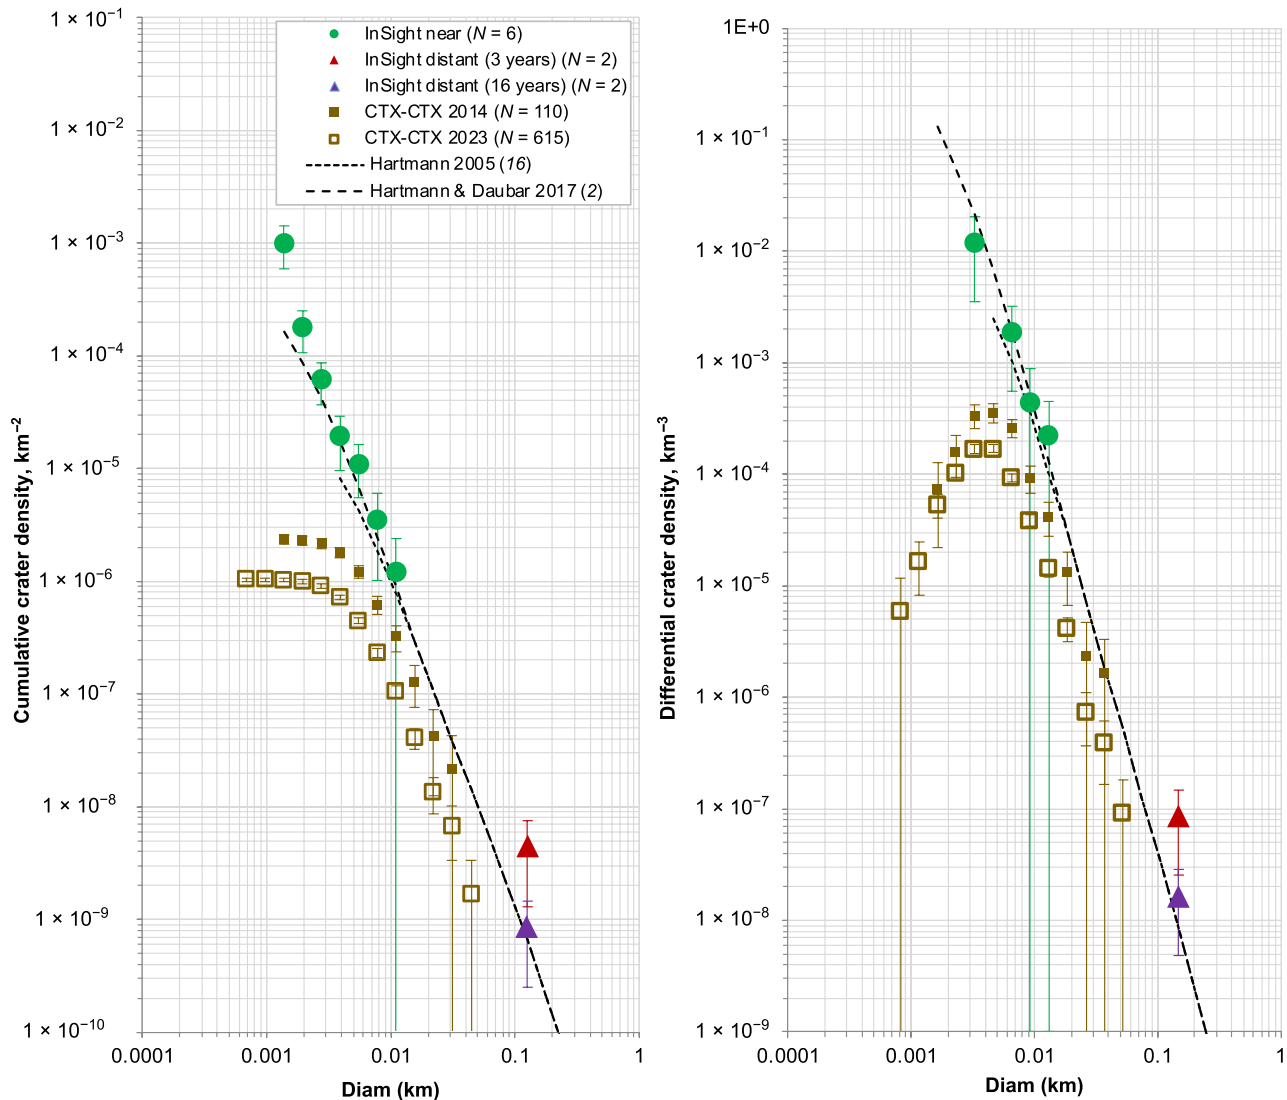 1 × 10⁻¹
1 × 10⁻²
1 × 10⁻³
1 × 10⁻⁴
1 × 10⁻⁵
1 × 10⁻⁶
1 × 10⁻⁷
1 × 10⁻⁸
1 × 10⁻⁹
1 × 10⁻¹⁰
Cumulative crater density, km⁻²
InSight near (N = 6)
InSight distant (3 years) (N = 2)
InSight distant (16 years) (N = 2)
CTX-CTX 2014 (N = 110)
CTX-CTX 2023 (N = 615)
Hartmann 2005 (16)
Hartmann & Daubar 2017 (2)
0.0001 0.001 0.01 0.1 1
Diam (km)
1E+0
1 × 10⁻¹
1 × 10⁻²
1 × 10⁻³
1 × 10⁻⁴
1 × 10⁻⁵
1 × 10⁻⁶
1 × 10⁻⁷
1 × 10⁻⁸
1 × 10⁻⁹
Differential crater density, km⁻³
0.0001 0.001 0.01 0.1 1
Diam (km)